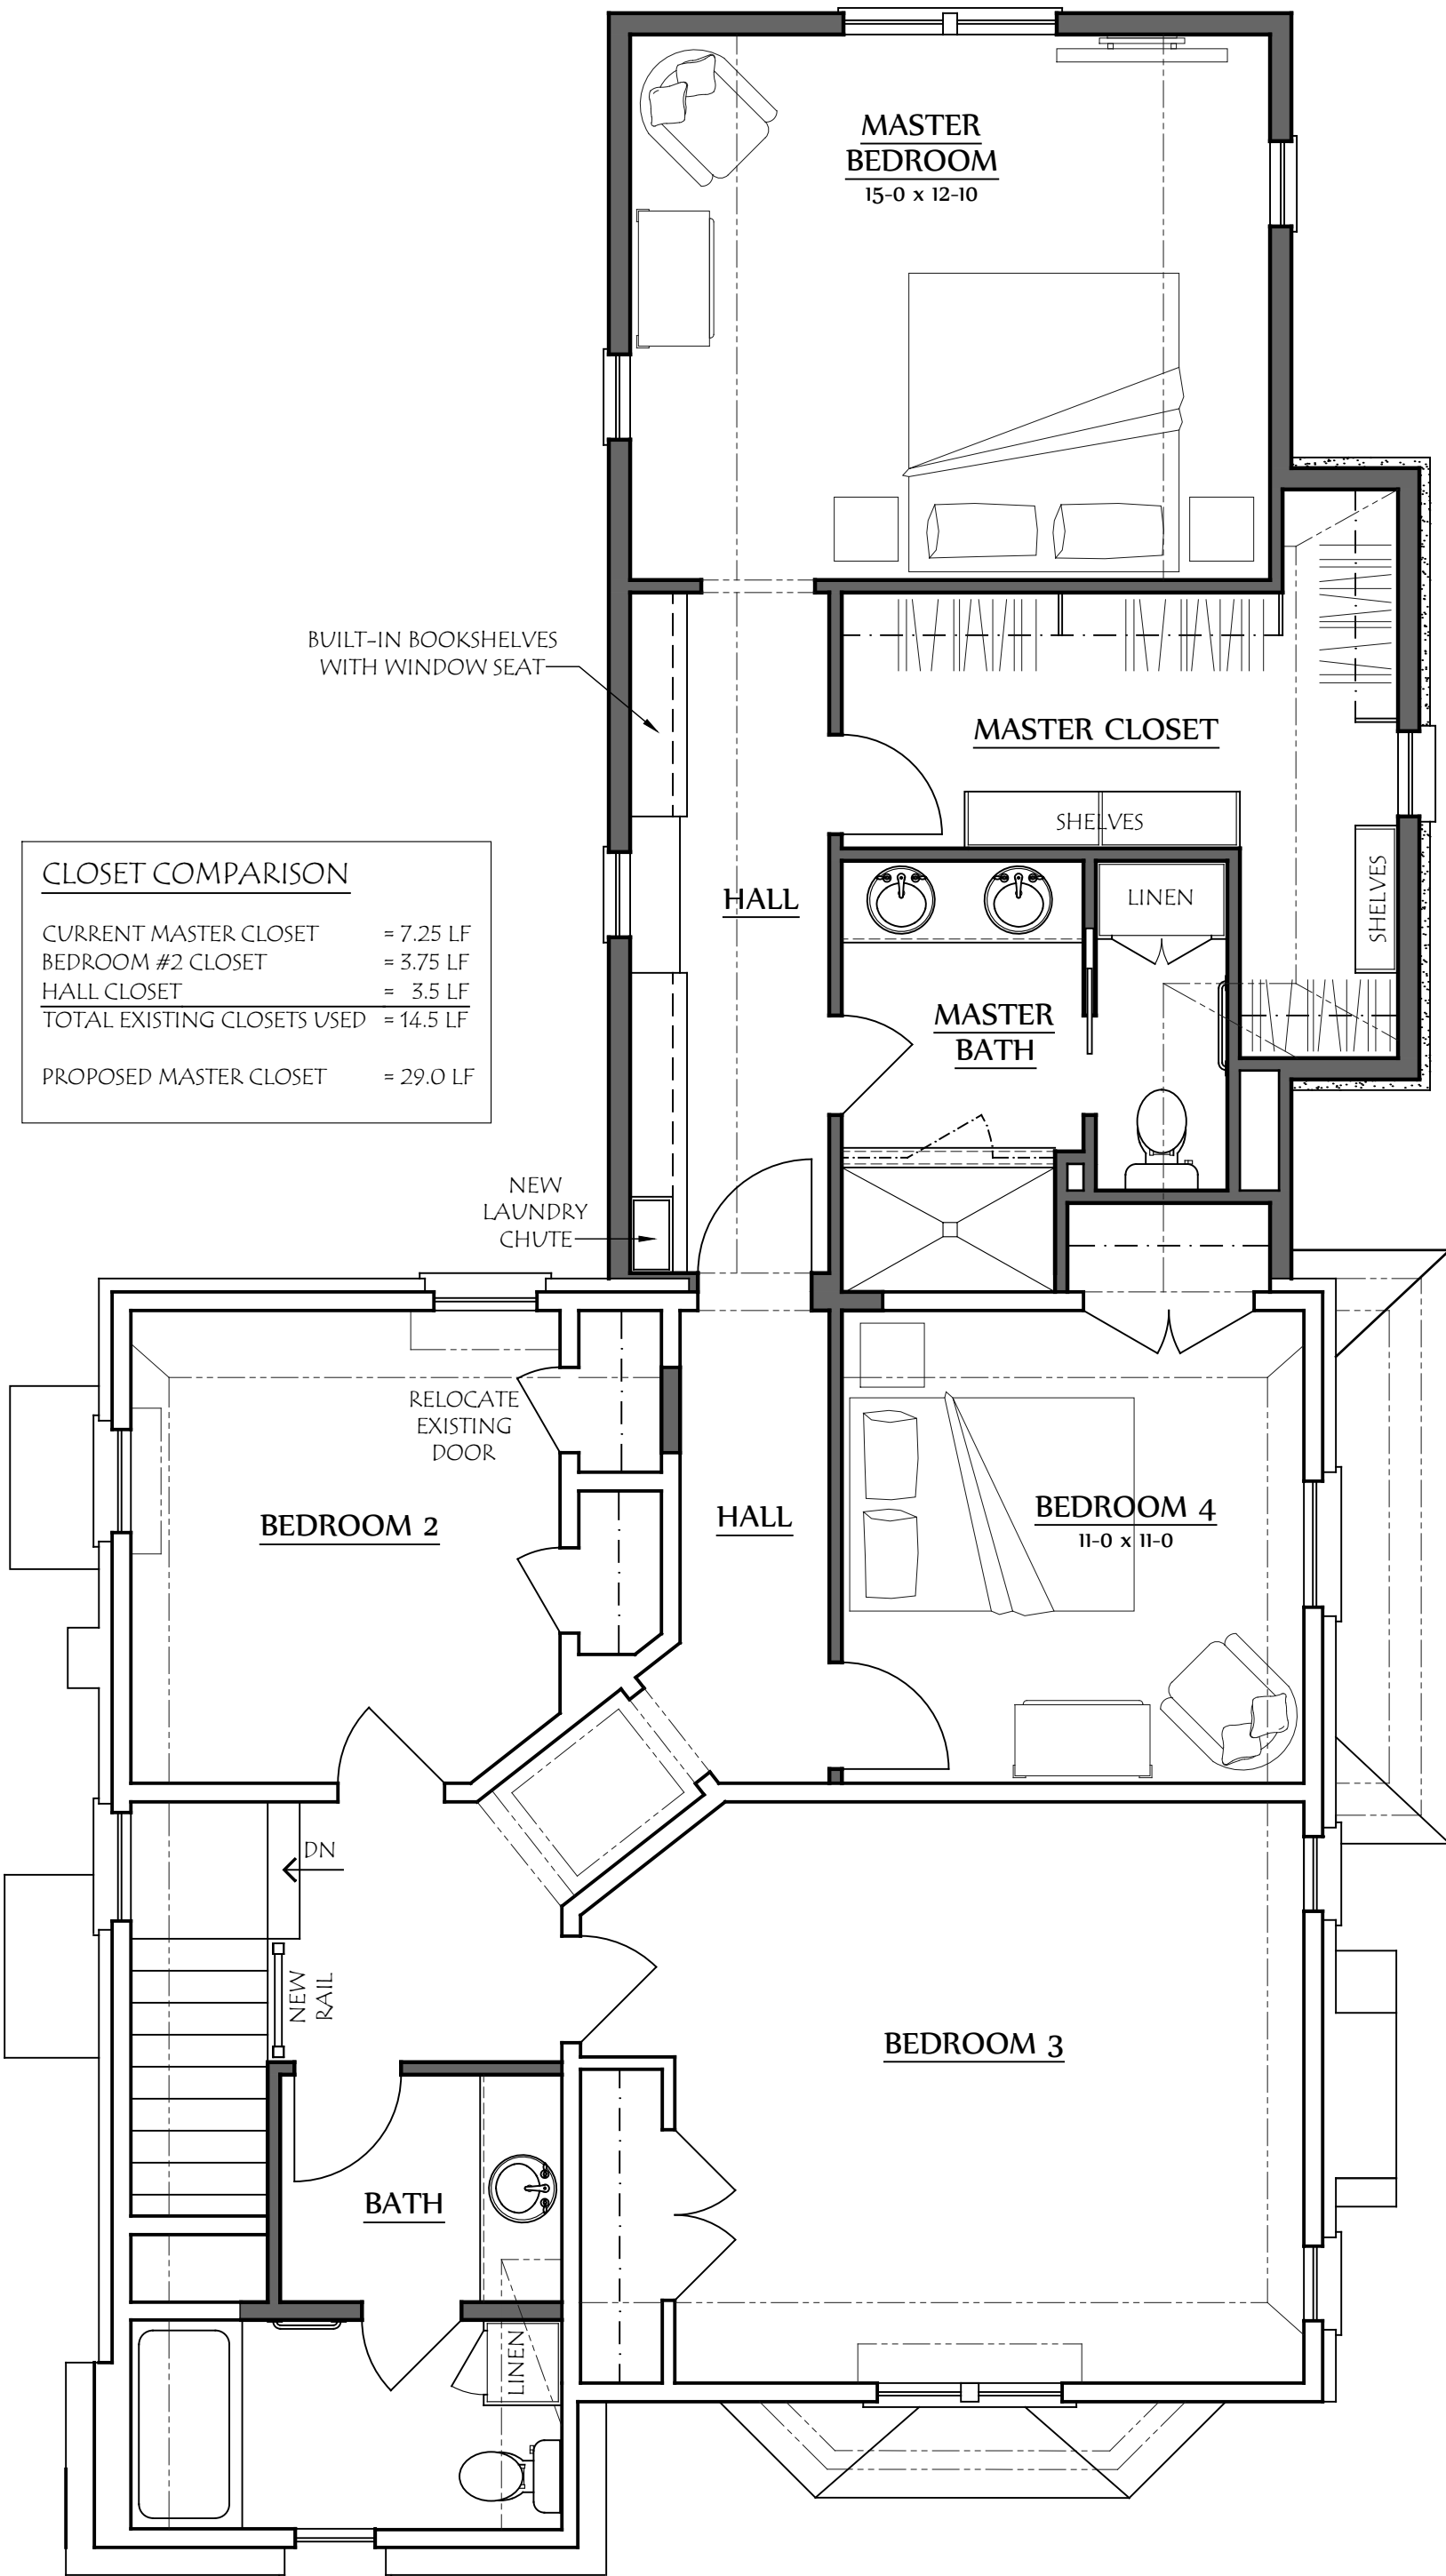 MASTER
BEDROOM
15-0 x 12-10
BUILT-IN BOOKSHELVES
WITH WINDOW SEAT
MASTER CLOSET
SHELVES
SHELVES
CLOSET COMPARISON
CURRENT MASTER CLOSET = 7.25 LF
BEDROOM #2 CLOSET = 3.75 LF
HALL CLOSET = 3.5 LF
TOTAL EXISTING CLOSETS USED = 14.5 LF
PROPOSED MASTER CLOSET = 29.0 LF
HALL
LINEN
MASTER
BATH
NEW
LAUNDRY
CHUTE
RELOCATE
EXISTING
DOOR
BEDROOM 2
HALL
BEDROOM 4
11-0 x 11-0
DN
NEW
RAIL
BEDROOM 3
BATH
LINEN